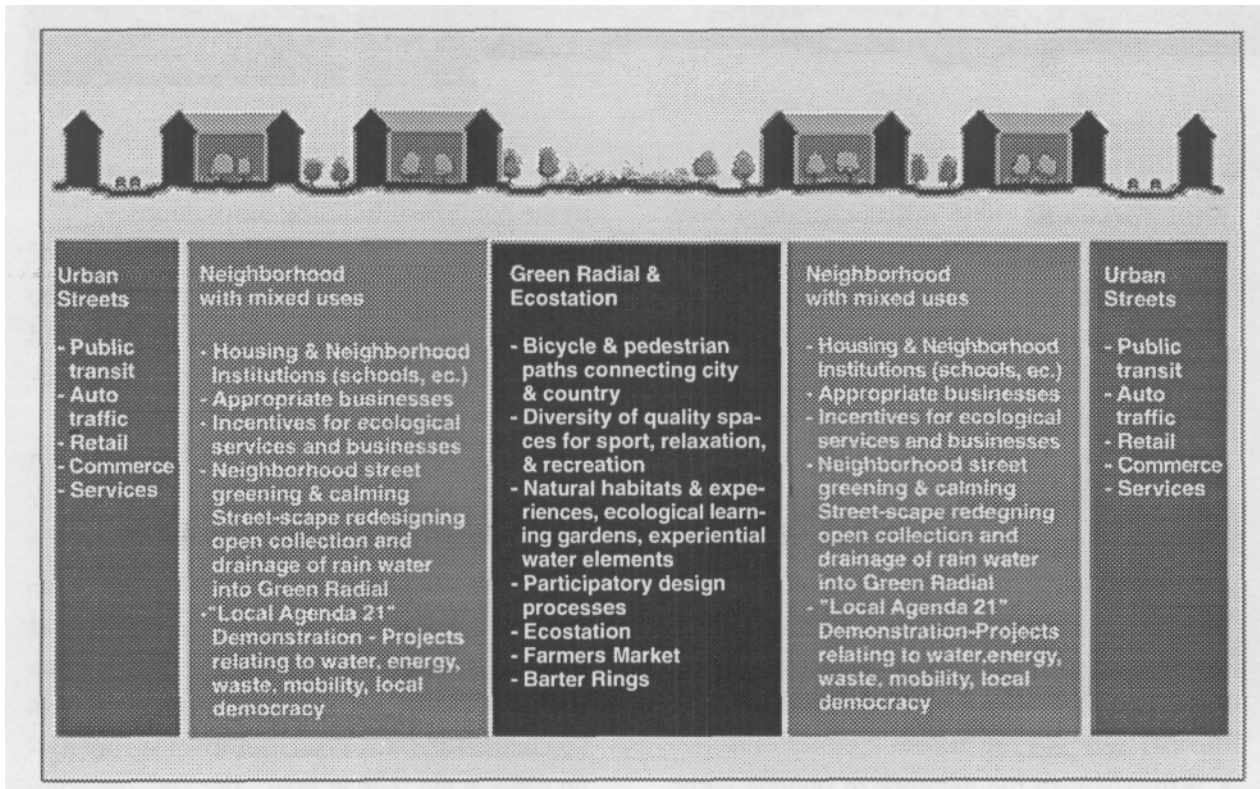 Urban
Streets
- Public
transit
- Auto
traffic
- Retail
- Commerce
- Services
Neighborhood
with mixed uses
- Housing & Neighborhood
Institutions (schools, ec.)
- Appropriate businesses
- Incentives for ecological
services and businesses
- Neighborhood street
greening & calming
Street-scape redesigning
open collection and
drainage of rain water
into Green Radial
-"Local Agenda 21"
Demonstration - Projects
relating to water, energy,
waste, mobility, local
democracy
Green Radial &
Ecostation
- Bicycle & pedestrian
paths connecting city
& country
- Diversity of quality spa-
ces for sport, relaxation,
& recreation
- Natural habitats & expe-
riences, ecological learn-
ing gardens, experiential
water elements
- Participatory design
processes
- Ecostation
- Farmers Market
- Barter Rings
Neighborhood
with mixed uses
- Housing & Neighborhood
Institutions (schools, ec.)
- Appropriate businesses
- Incentives for ecological
services and businesses
- Neighborhood street
greening & calming
Street-scape redegning
open collection and
drainage of rain water
into Green Radial
- "Local Agenda 21"
Demonstration-Projects
relating to water,energy,
waste, mobility, local
democracy
Urban
Streets
- Public
transit
- Auto
traffic
- Retail
- Commerce
- Services